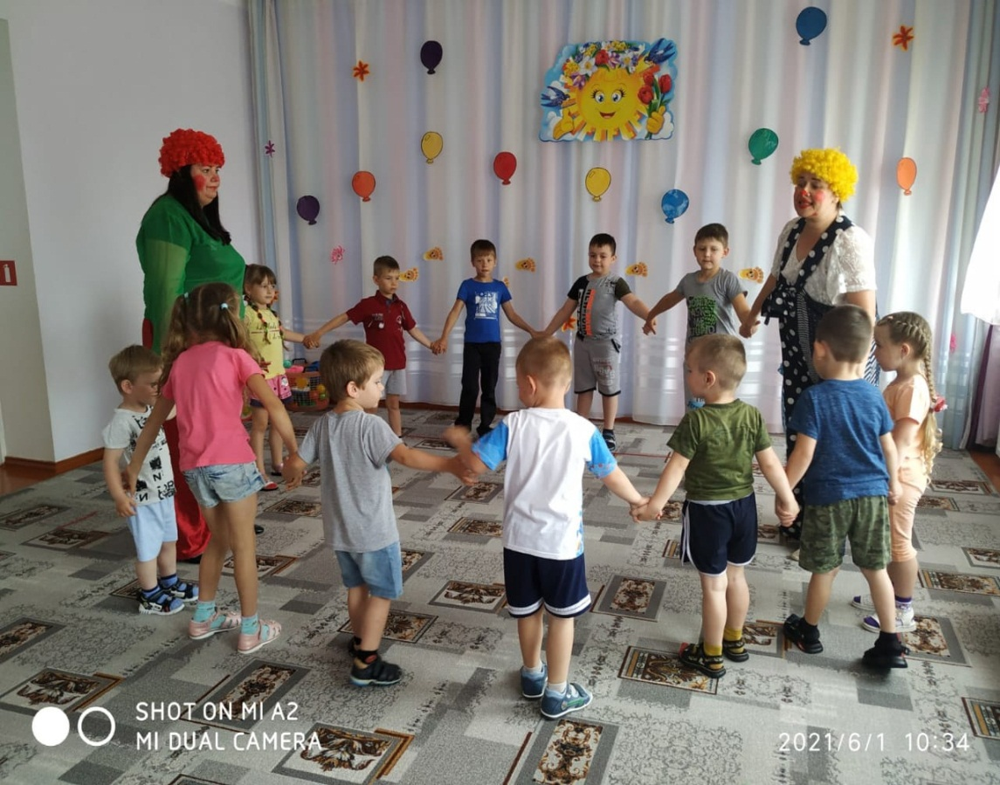 SHOT ON MI A2
MI DUAL CAMERA
2021/6/1 10:34